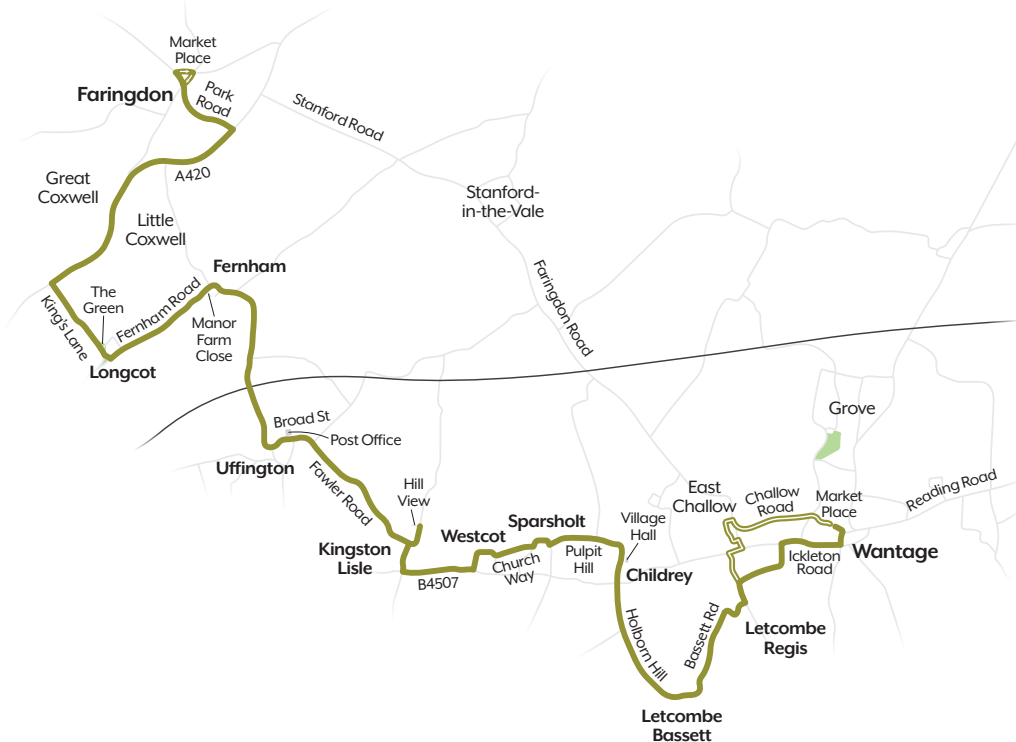 Market
Place
Faringdon
Park
Road
Stanford Road
A420
Great
Coxwell
Stanford-
in-the-Vale
Little
Coxwell
Fernham
The
Green
Fernham Road
King's Lane
Manor
Farm
Close
Faringdon Road
Longcot
Grove
Broad St
Post Office
Uffington
Fawler Road
Hill
View
East
Challow
Challow
Road
Market
Place
Reading Road
Kingston
Lisle
Westcot
Sparsholt
Village
Hall
B4507
Church
Way
Pulpit
Hill
Childrey
Ickleton
Road
Wantage
Holborn Hill
Bassett Rd
Letcombe
Regis
Letcombe
Bassett